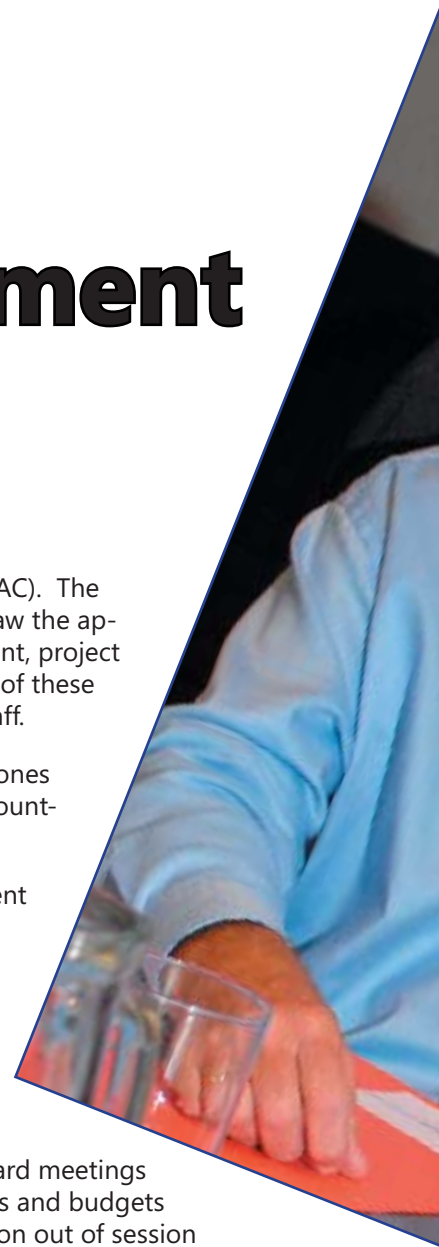 ment
AC). The
aw the ap-
nt, project
of these
ff.
ones
ount-
ent
ard meetings
s and budgets
on out of session